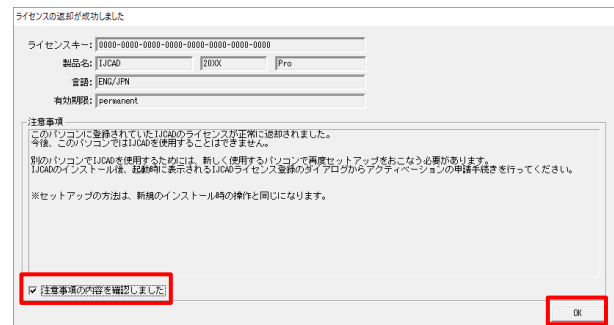 ライセンスの返却が成功しました
ライセンスキー: 0000-0000-0000-0000-0000-0000-0000-0000
製品名: IJCAD 20XX Pro
言語: ENG/JPN
有効期限: permanent
注意事項
このパソコンに登録されていたIJCADのライセンスが正常に返却されました。
今後、このパソコンではIJCADを使用することはできません。
別のパソコンでIJCADを使用するためには、新しく使用するパソコンで再度セットアップをおこなう必要があります。
IJCADのインストール後、起動時に表示されるIJCADライセンス登録のダイアログからアクティベーションの申請手続きを行ってください。
※セットアップの方法は、新規のインストール時の操作と同じになります。
注意事項の内容を確認しました
OK